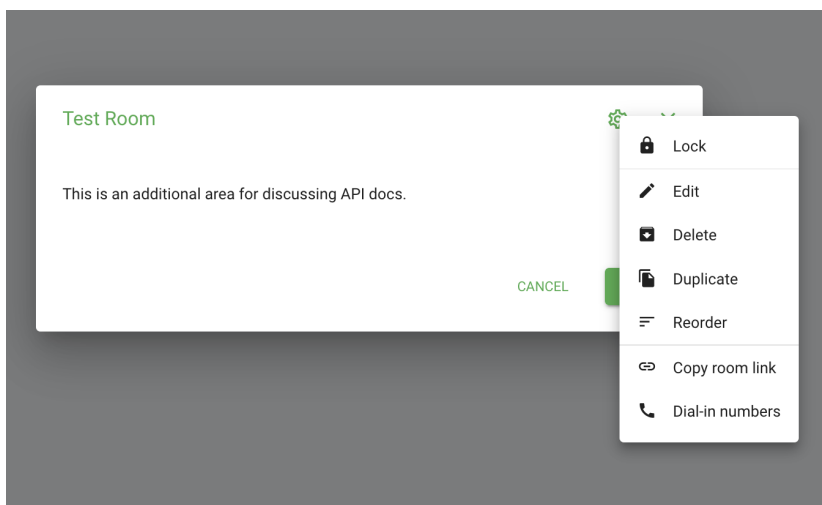 Test Room
This is an additional area for discussing API docs.
CANCEL
Lock
Edit
Delete
Duplicate
Reorder
Copy room link
Dial-in numbers